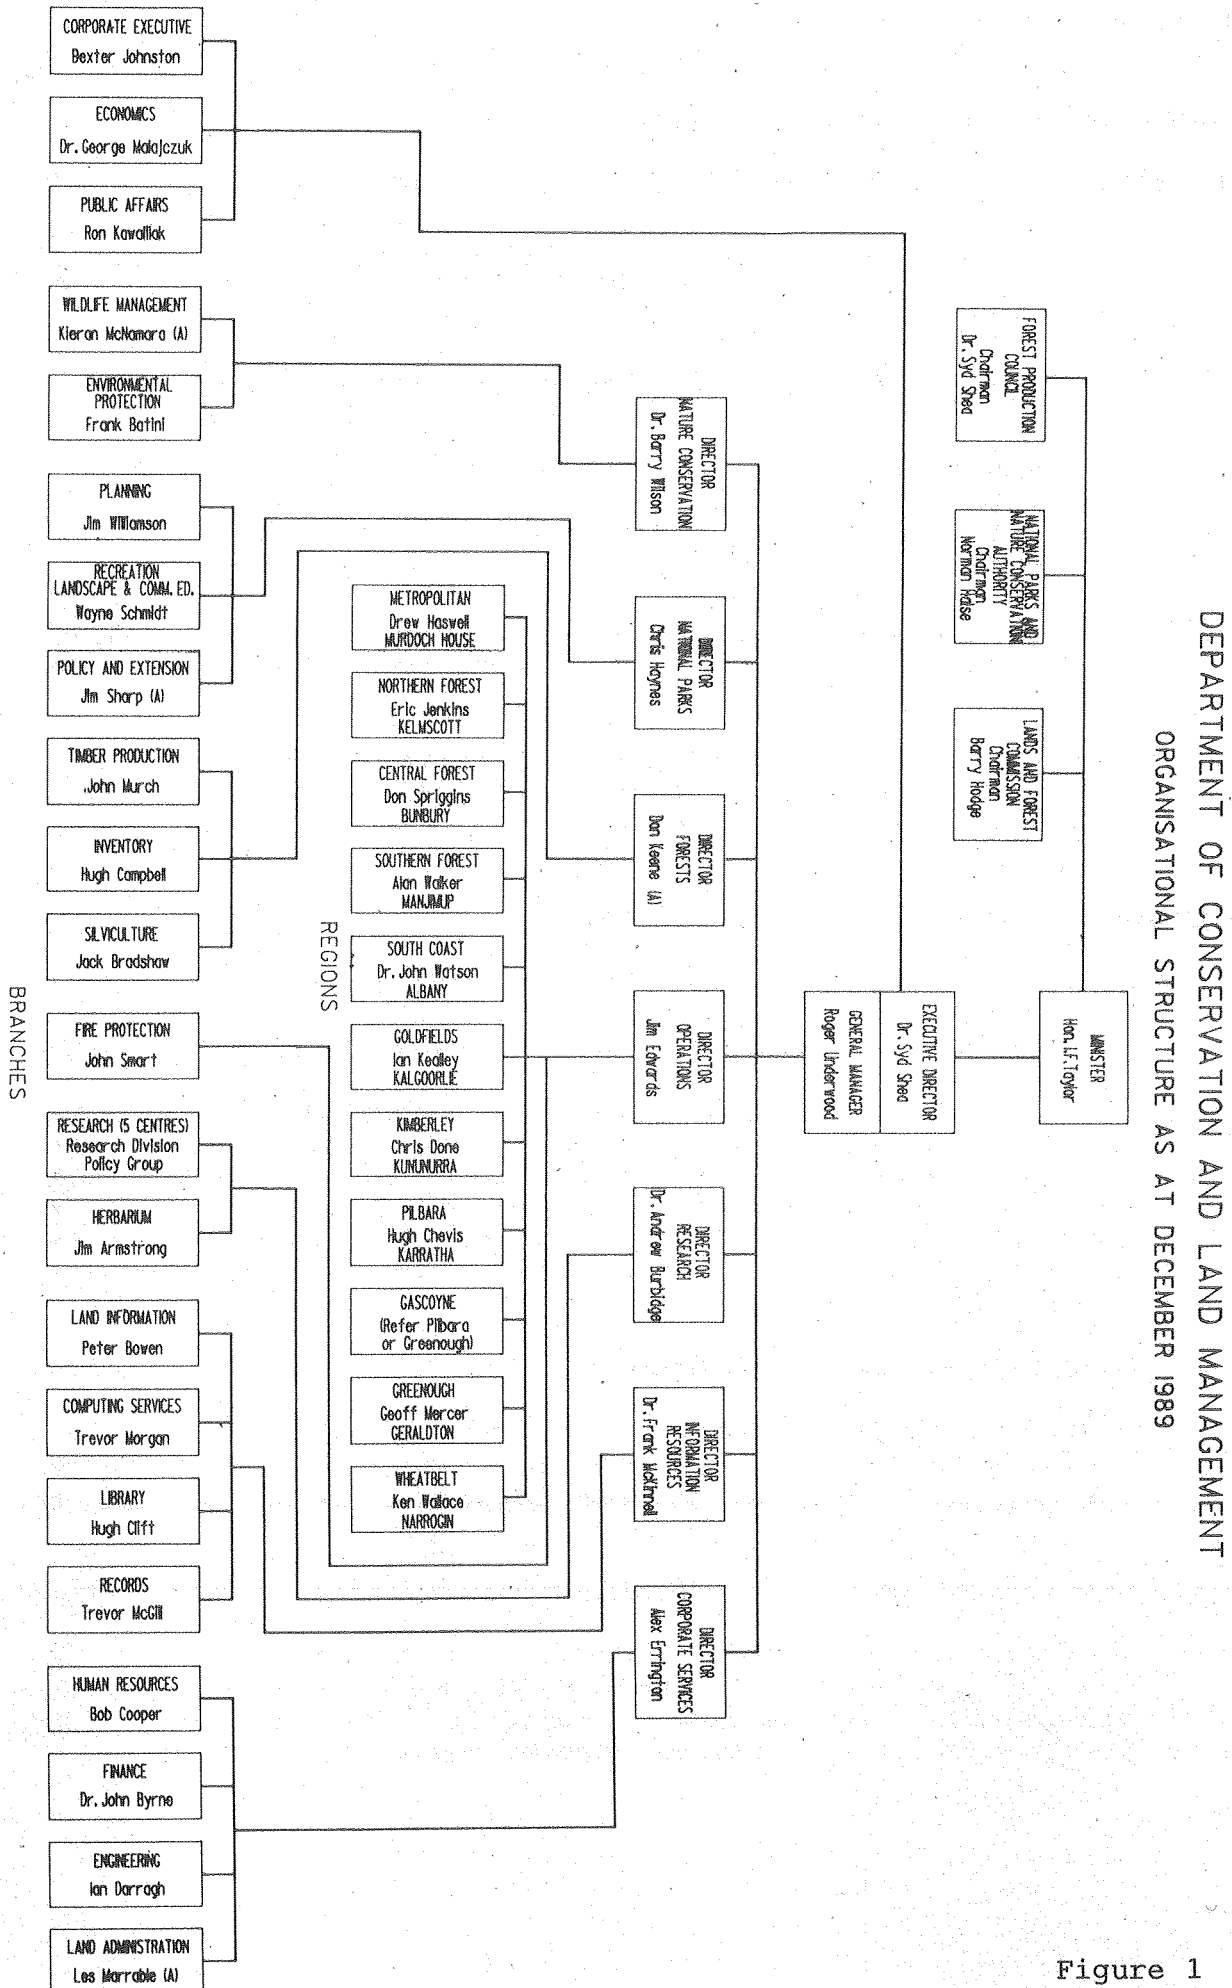 DEPARTMENT OF CONSERVATION AND LAND MANAGEMENT
ORGANISATIONAL STRUCTURE AS AT DECEMBER 1989
MINISTER
Hon. I.F. Taylor
FOREST PRODUCTION
COUNCIL
Chairman
Dr. Syd Shea
NATIONAL PARKS AND
NATURE CONSERVATION
AUTHORITY
Chairman
Norman Halse
LANDS AND FOREST
COMMISSION
Chairman
Barry Hodge
EXECUTIVE DIRECTOR
Dr. Syd Shea
GENERAL MANAGER
Roger Underwood
DIRECTOR
NATURE CONSERVATION
Dr. Barry Wilson
DIRECTOR
NATIONAL PARKS
Chris Haynes
DIRECTOR
FORESTS
Don Keene (A)
DIRECTOR
OPERATIONS
Jim Edwards
DIRECTOR
RESEARCH
Dr. Andrew Burbidge
DIRECTOR
INFORMATION
RESOURCES
Dr. Frank McKinnell
DIRECTOR
CORPORATE SERVICES
Alex Errington
METROPOLITAN
Drew Haswell
MURDOCH HOUSE
NORTHERN FOREST
Eric Jenkins
KELMSCOTT
CENTRAL FOREST
Don Spriggins
BUNBURY
SOUTHERN FOREST
Alan Walker
MANJIMUP
SOUTH COAST
Dr. John Watson
ALBANY
GOLDFIELDS
Ian Kealley
KALGOORLIE
KIMBERLEY
Chris Done
KUNUNURRA
PILBARA
Hugh Chevis
KARRATHA
GASCOYNE
(Refer Pilbara
or Greenough)
GREENOUGH
Geoff Mercer
GERALDTON
WHEATBELT
Ken Wallace
NARROGIN
REGIONS
CORPORATE EXECUTIVE
Bexter Johnston
ECONOMICS
Dr. George Malajczuk
PUBLIC AFFAIRS
Ron Kawalilak
WILDLIFE MANAGEMENT
Kieran McNamara (A)
ENVIRONMENTAL
PROTECTION
Frank Batini
PLANNING
Jim Williamson
RECREATION
LANDSCAPE & COMM. ED.
Wayne Schmidt
POLICY AND EXTENSION
Jim Sharp (A)
TIMBER PRODUCTION
John Murch
INVENTORY
Hugh Campbell
SILVICULTURE
Jack Bradshaw
FIRE PROTECTION
John Smart
RESEARCH (5 CENTRES)
Research Division
Policy Group
HERBARIUM
Jim Armstrong
LAND INFORMATION
Peter Bowen
COMPUTING SERVICES
Trevor Morgan
LIBRARY
Hugh Clift
RECORDS
Trevor McGill
HUMAN RESOURCES
Bob Cooper
FINANCE
Dr. John Byrne
ENGINEERING
Ian Darragh
LAND ADMINISTRATION
Les Marrable (A)
BRANCHES
Figure 1